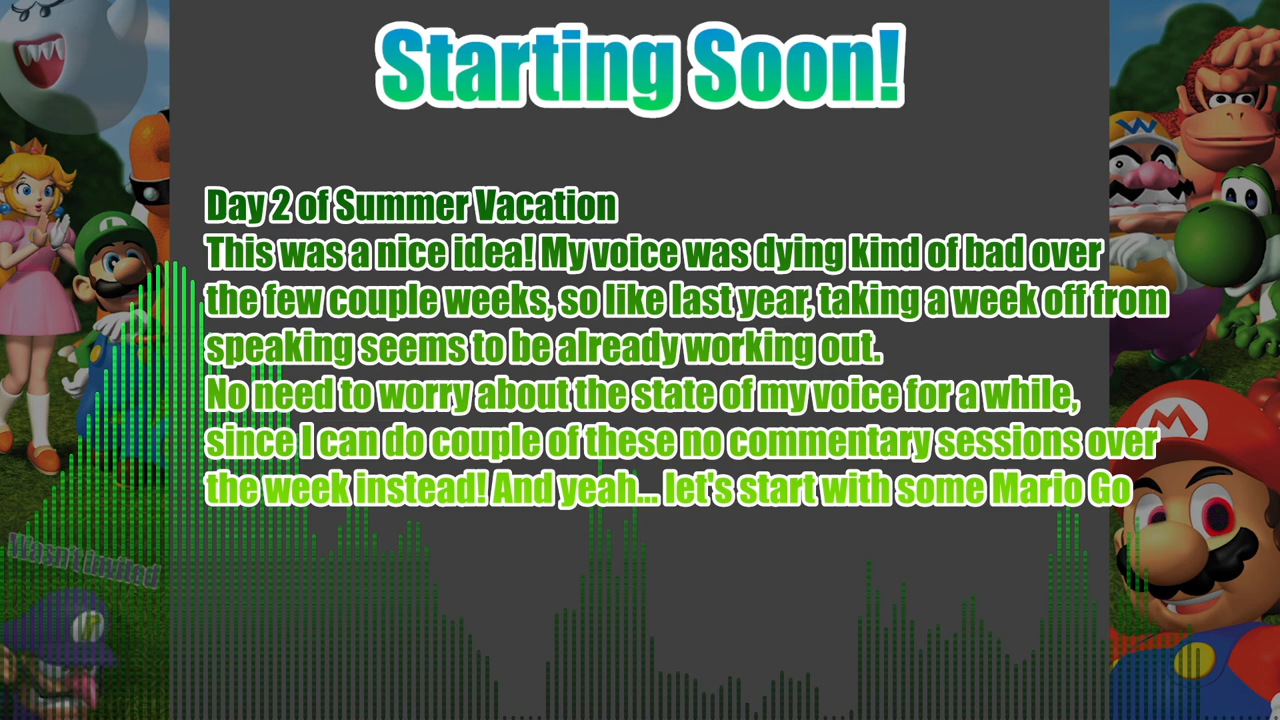 Starting Soon!
Day 2 of Summer Vacation
This was a nice idea! My voice was dying kind of bad over
the few couple weeks, so like last year, taking a week off from
speaking seems to be already working out.
No need to worry about the state of my voice for a while,
since I can do couple of these no commentary sessions over
the week instead! And yeah... let's start with some Mario Go
Wasn't invited
W
M
L